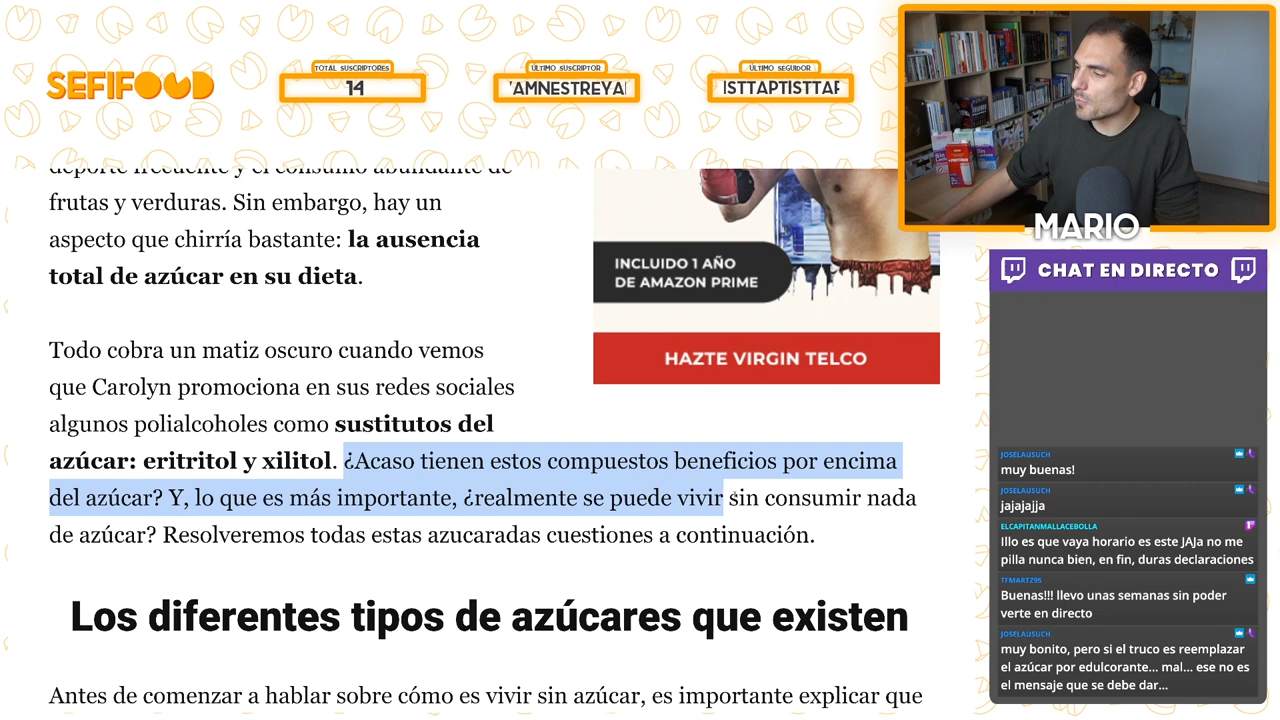 SEFIFOOD
TOTAL SUSCRIPTORES
14
ÚLTIMO SUSCRIPTOR
'AMNESTREYA
ÚLTIMO SEGUIDOR
ISTTAPTISTTAP
MARIO
deporte frecuente y el consumo abundante de
frutas y verduras. Sin embargo, hay un
aspecto que chirría bastante: la ausencia
total de azúcar en su dieta.
INCLUIDO 1 AÑO
DE AMAZON PRIME
HAZTE VIRGIN TELCO
Todo cobra un matiz oscuro cuando vemos
que Carolyn promociona en sus redes sociales
algunos polialcoholes como sustitutos del
azúcar: eritritol y xilitol. ¿Acaso tienen estos compuestos beneficios por encima
del azúcar? Y, lo que es más importante, ¿realmente se puede vivir sin consumir nada
de azúcar? Resolveremos todas estas azucaradas cuestiones a continuación.
Los diferentes tipos de azúcares que existen
Antes de comenzar a hablar sobre cómo es vivir sin azúcar, es importante explicar que
CHAT EN DIRECTO
JOSELAUSUCH
muy buenas!
JOSELAUSUCH
jajajajja
ELCAPITANMALLACEBOLLA
Illo es que vaya horario es este JAJa no me
pilla nunca bien, en fin, duras declaraciones
TFMARTZ95
Buenas!!! llevo unas semanas sin poder
verte en directo
JOSELAUSUCH
muy bonito, pero si el truco es reemplazar
el azúcar por edulcorante... mal... ese no es
el mensaje que se debe dar...